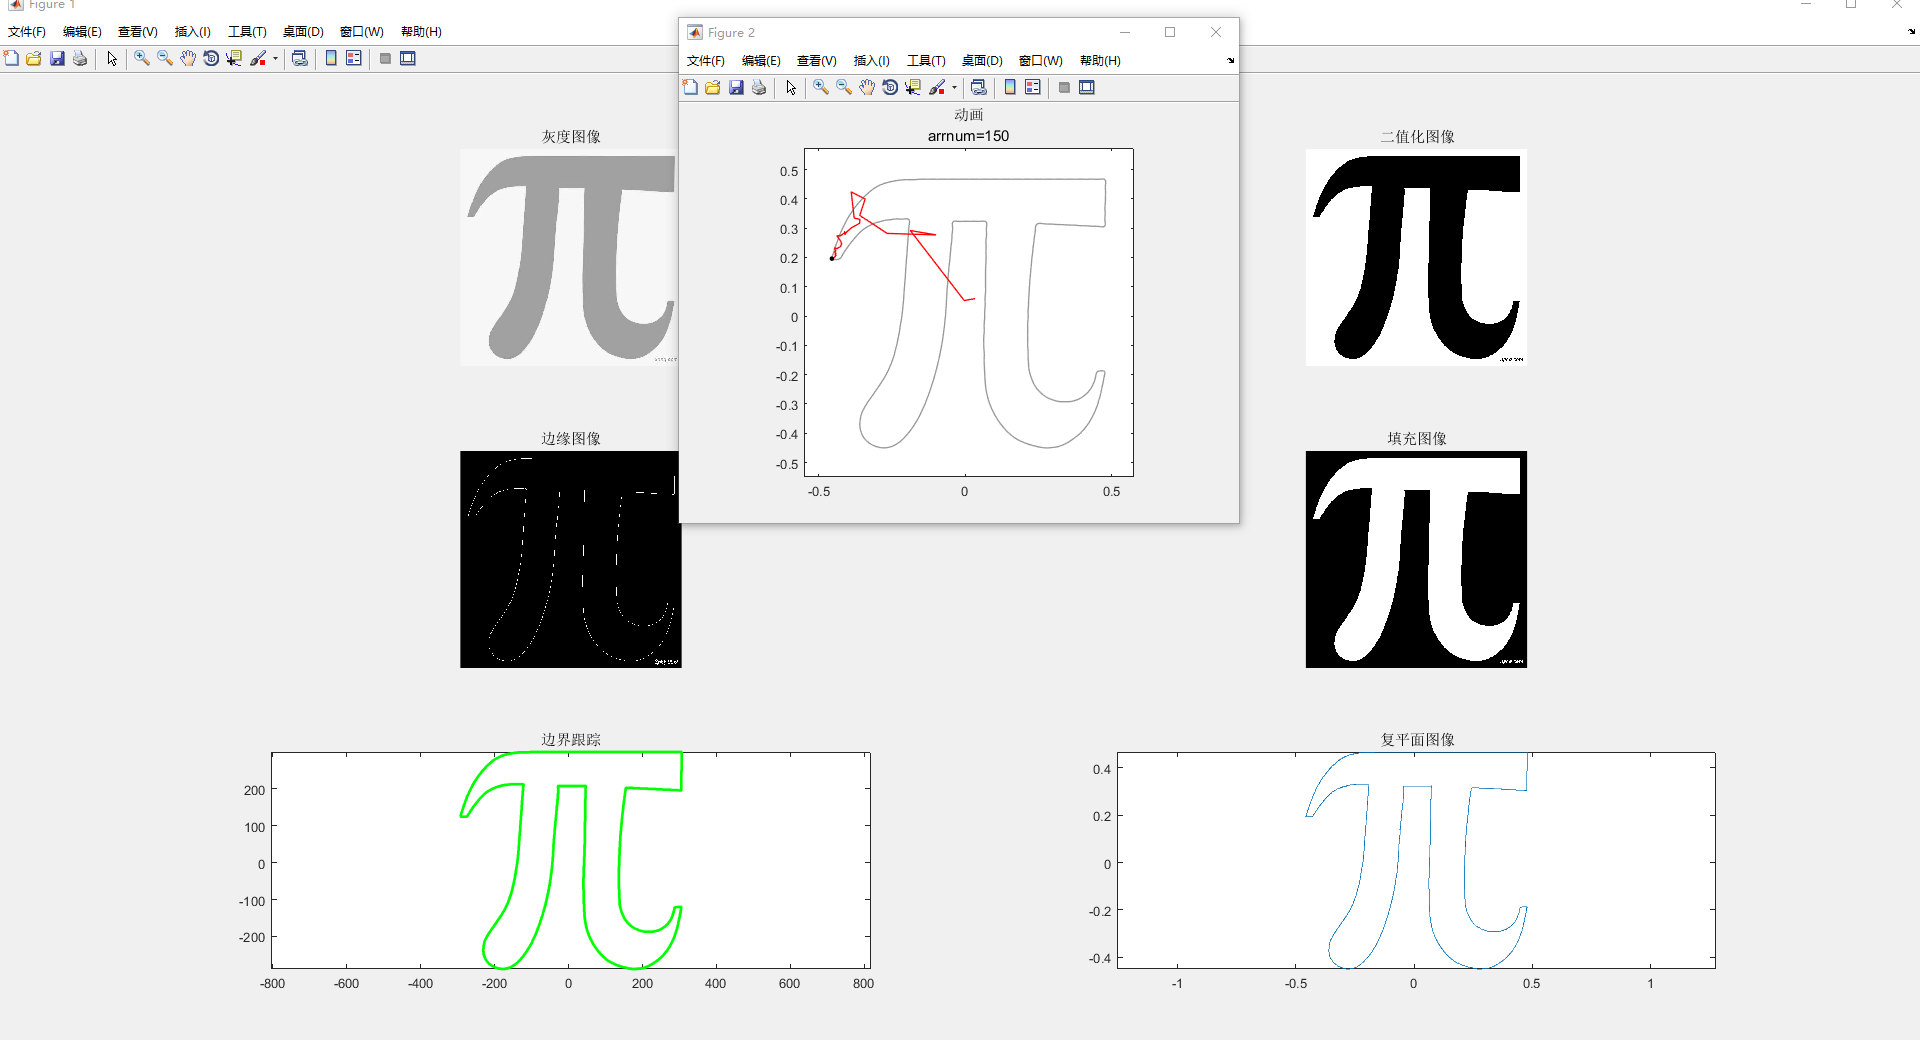 Figure 1
文件(F) 编辑(E) 查看(V) 插入(I) 工具(T) 桌面(D) 窗口(W) 帮助(H)
Figure 2
文件(F) 编辑(E) 查看(V) 插入(I) 工具(T) 桌面(D) 窗口(W) 帮助(H)
动画
arrnum=150
0.5
0.4
0.3
0.2
0.1
0
-0.1
-0.2
-0.3
-0.4
-0.5
-0.5 0 0.5
灰度图像
二值化图像
边缘图像
填充图像
边界跟踪
200
100
0
-100
-200
-800 -600 -400 -200 0 200 400 600 800
复平面图像
0.4
0.2
0
-0.2
-0.4
-1 -0.5 0 0.5 1